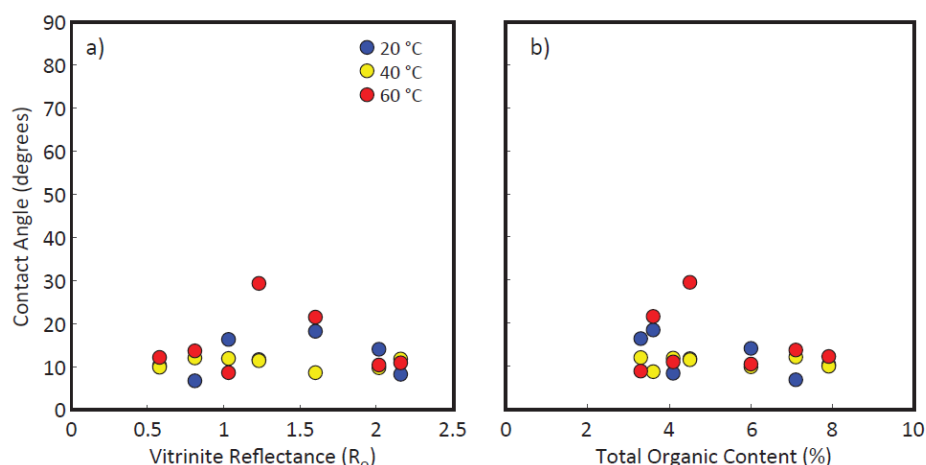 a)
20 °C
40 °C
60 °C
b)
Contact Angle (degrees)
90
80
70
60
50
40
30
20
10
0
0 0.5 1 1.5 2 2.5
Vitrinite Reflectance (Ro)
0 2 4 6 8 10
Total Organic Content (%)